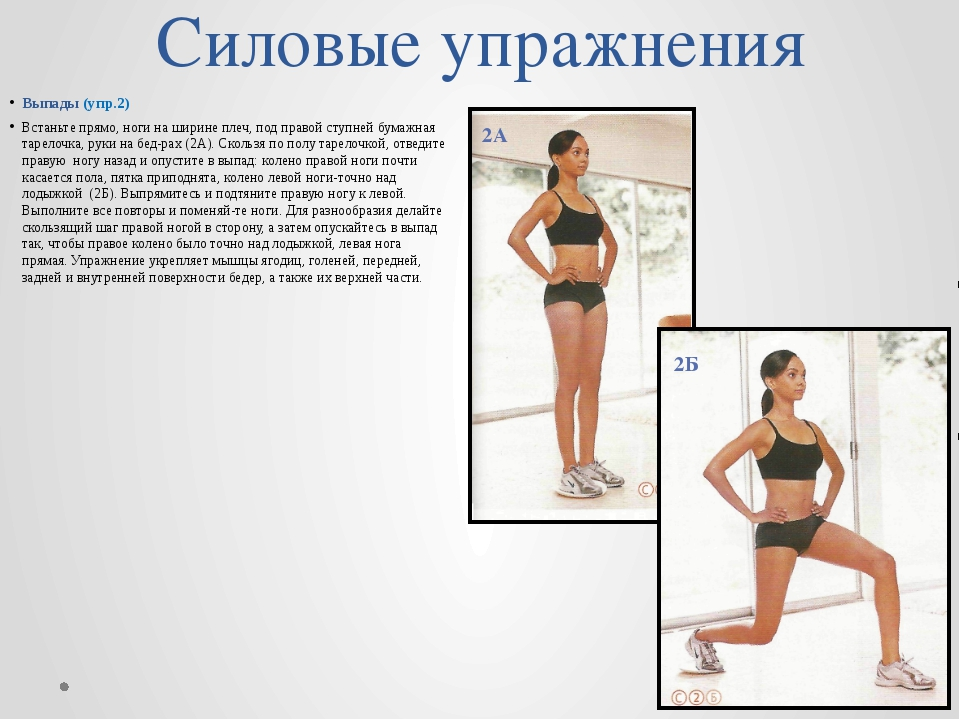 Силовые упражнения
• Выпады (упр.2)
• Встаньте прямо, ноги на ширине плеч, под правой ступней бумажная
тарелочка, руки на бед-рах (2А). Скользя по полу тарелочкой, отведите
правую ногу назад и опустите в выпад: колено правой ноги почти
касается пола, пятка приподнята, колено левой ноги-точно над
лодыжкой (2Б). Выпрямитесь и подтяните правую ногу к левой.
Выполните все повторы и поменяй-те ноги. Для разнообразия делайте
скользящий шаг правой ногой в сторону, а затем опускайтесь в выпад
так, чтобы правое колено было точно над лодыжкой, левая нога
прямая. Упражнение укрепляет мышцы ягодиц, голеней, передней,
задней и внутренней поверхности бедер, а также их верхней части.
2А
С
2Б
С 2 Б